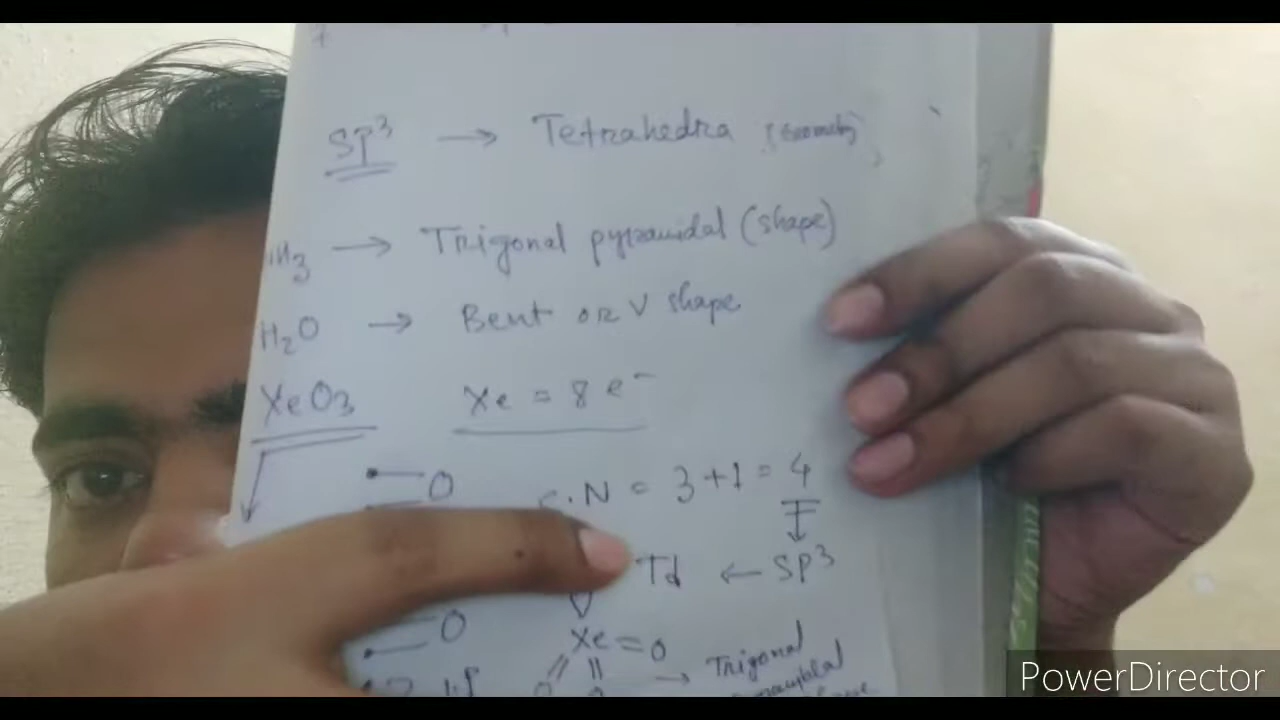 SP³ → Tetrahedra
H₃ → Trigonal pyramidal (shape)
H₂O → Bent or V shape
XeO₃ Xe = 8 e⁻
O
.N = 3+1 = 4
Td ← SP³
O
Xe=O → Trigonal
O
PowerDirector